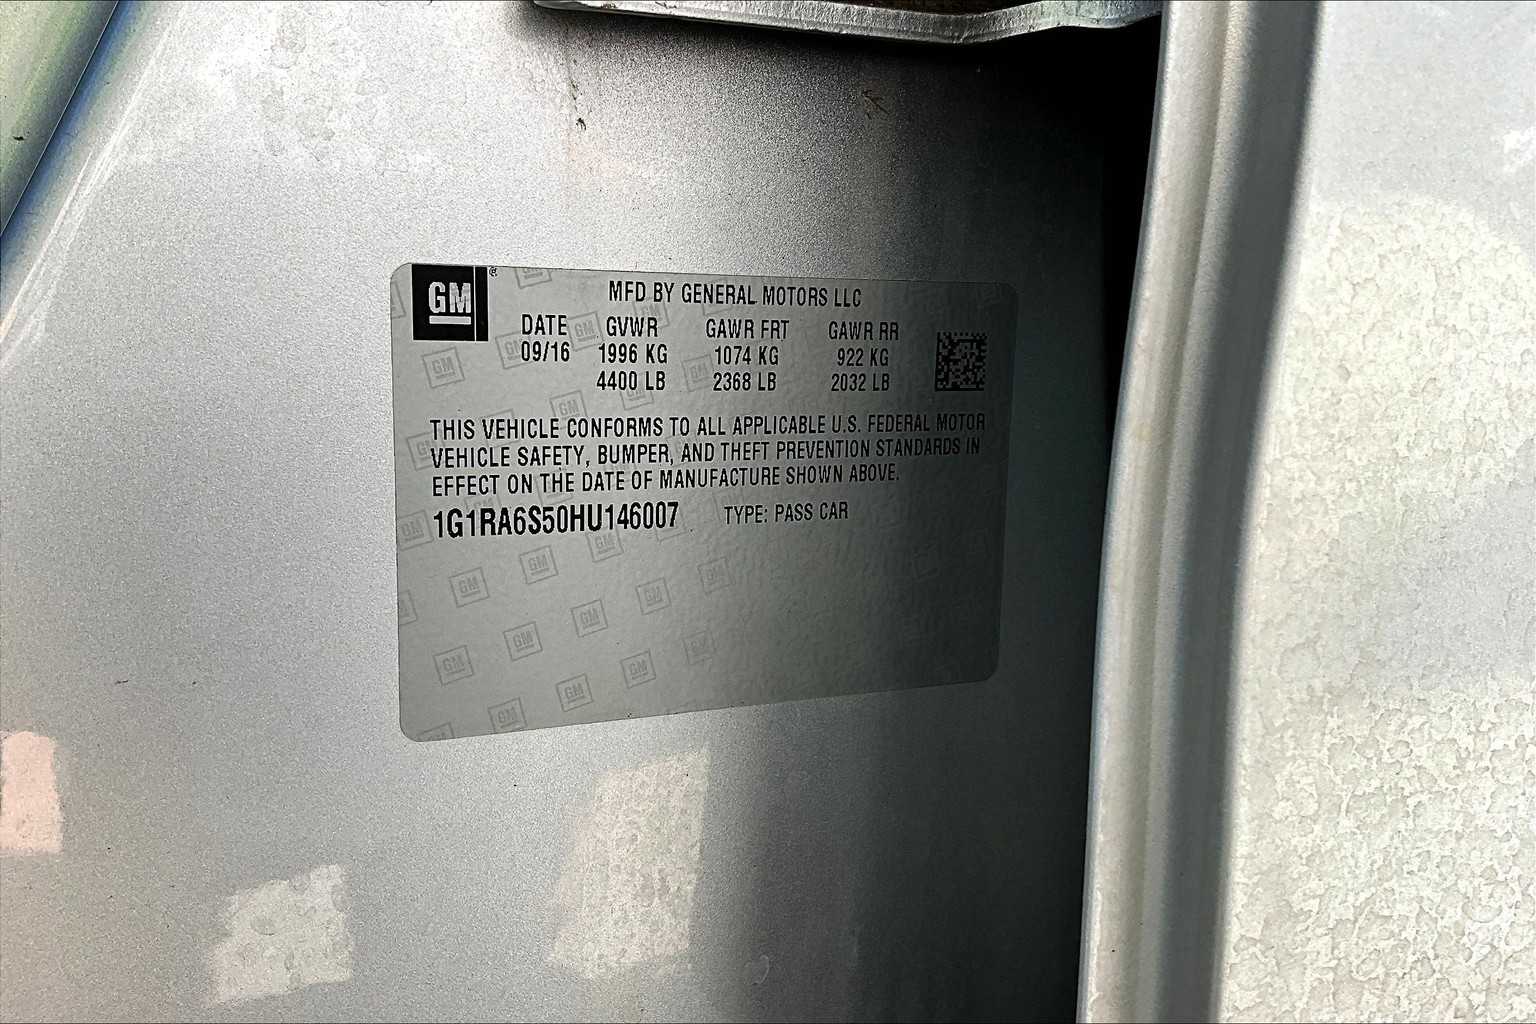 GM
MFD BY GENERAL MOTORS LLC
DATE GVWR GAWR FRT GAWR RR
09/16 1996 KG 1074 KG 922 KG
4400 LB 2368 LB 2032 LB
THIS VEHICLE CONFORMS TO ALL APPLICABLE U.S. FEDERAL MOTOR
VEHICLE SAFETY, BUMPER, AND THEFT PREVENTION STANDARDS IN
EFFECT ON THE DATE OF MANUFACTURE SHOWN ABOVE.
1G1RA6S50HU146007 TYPE: PASS CAR